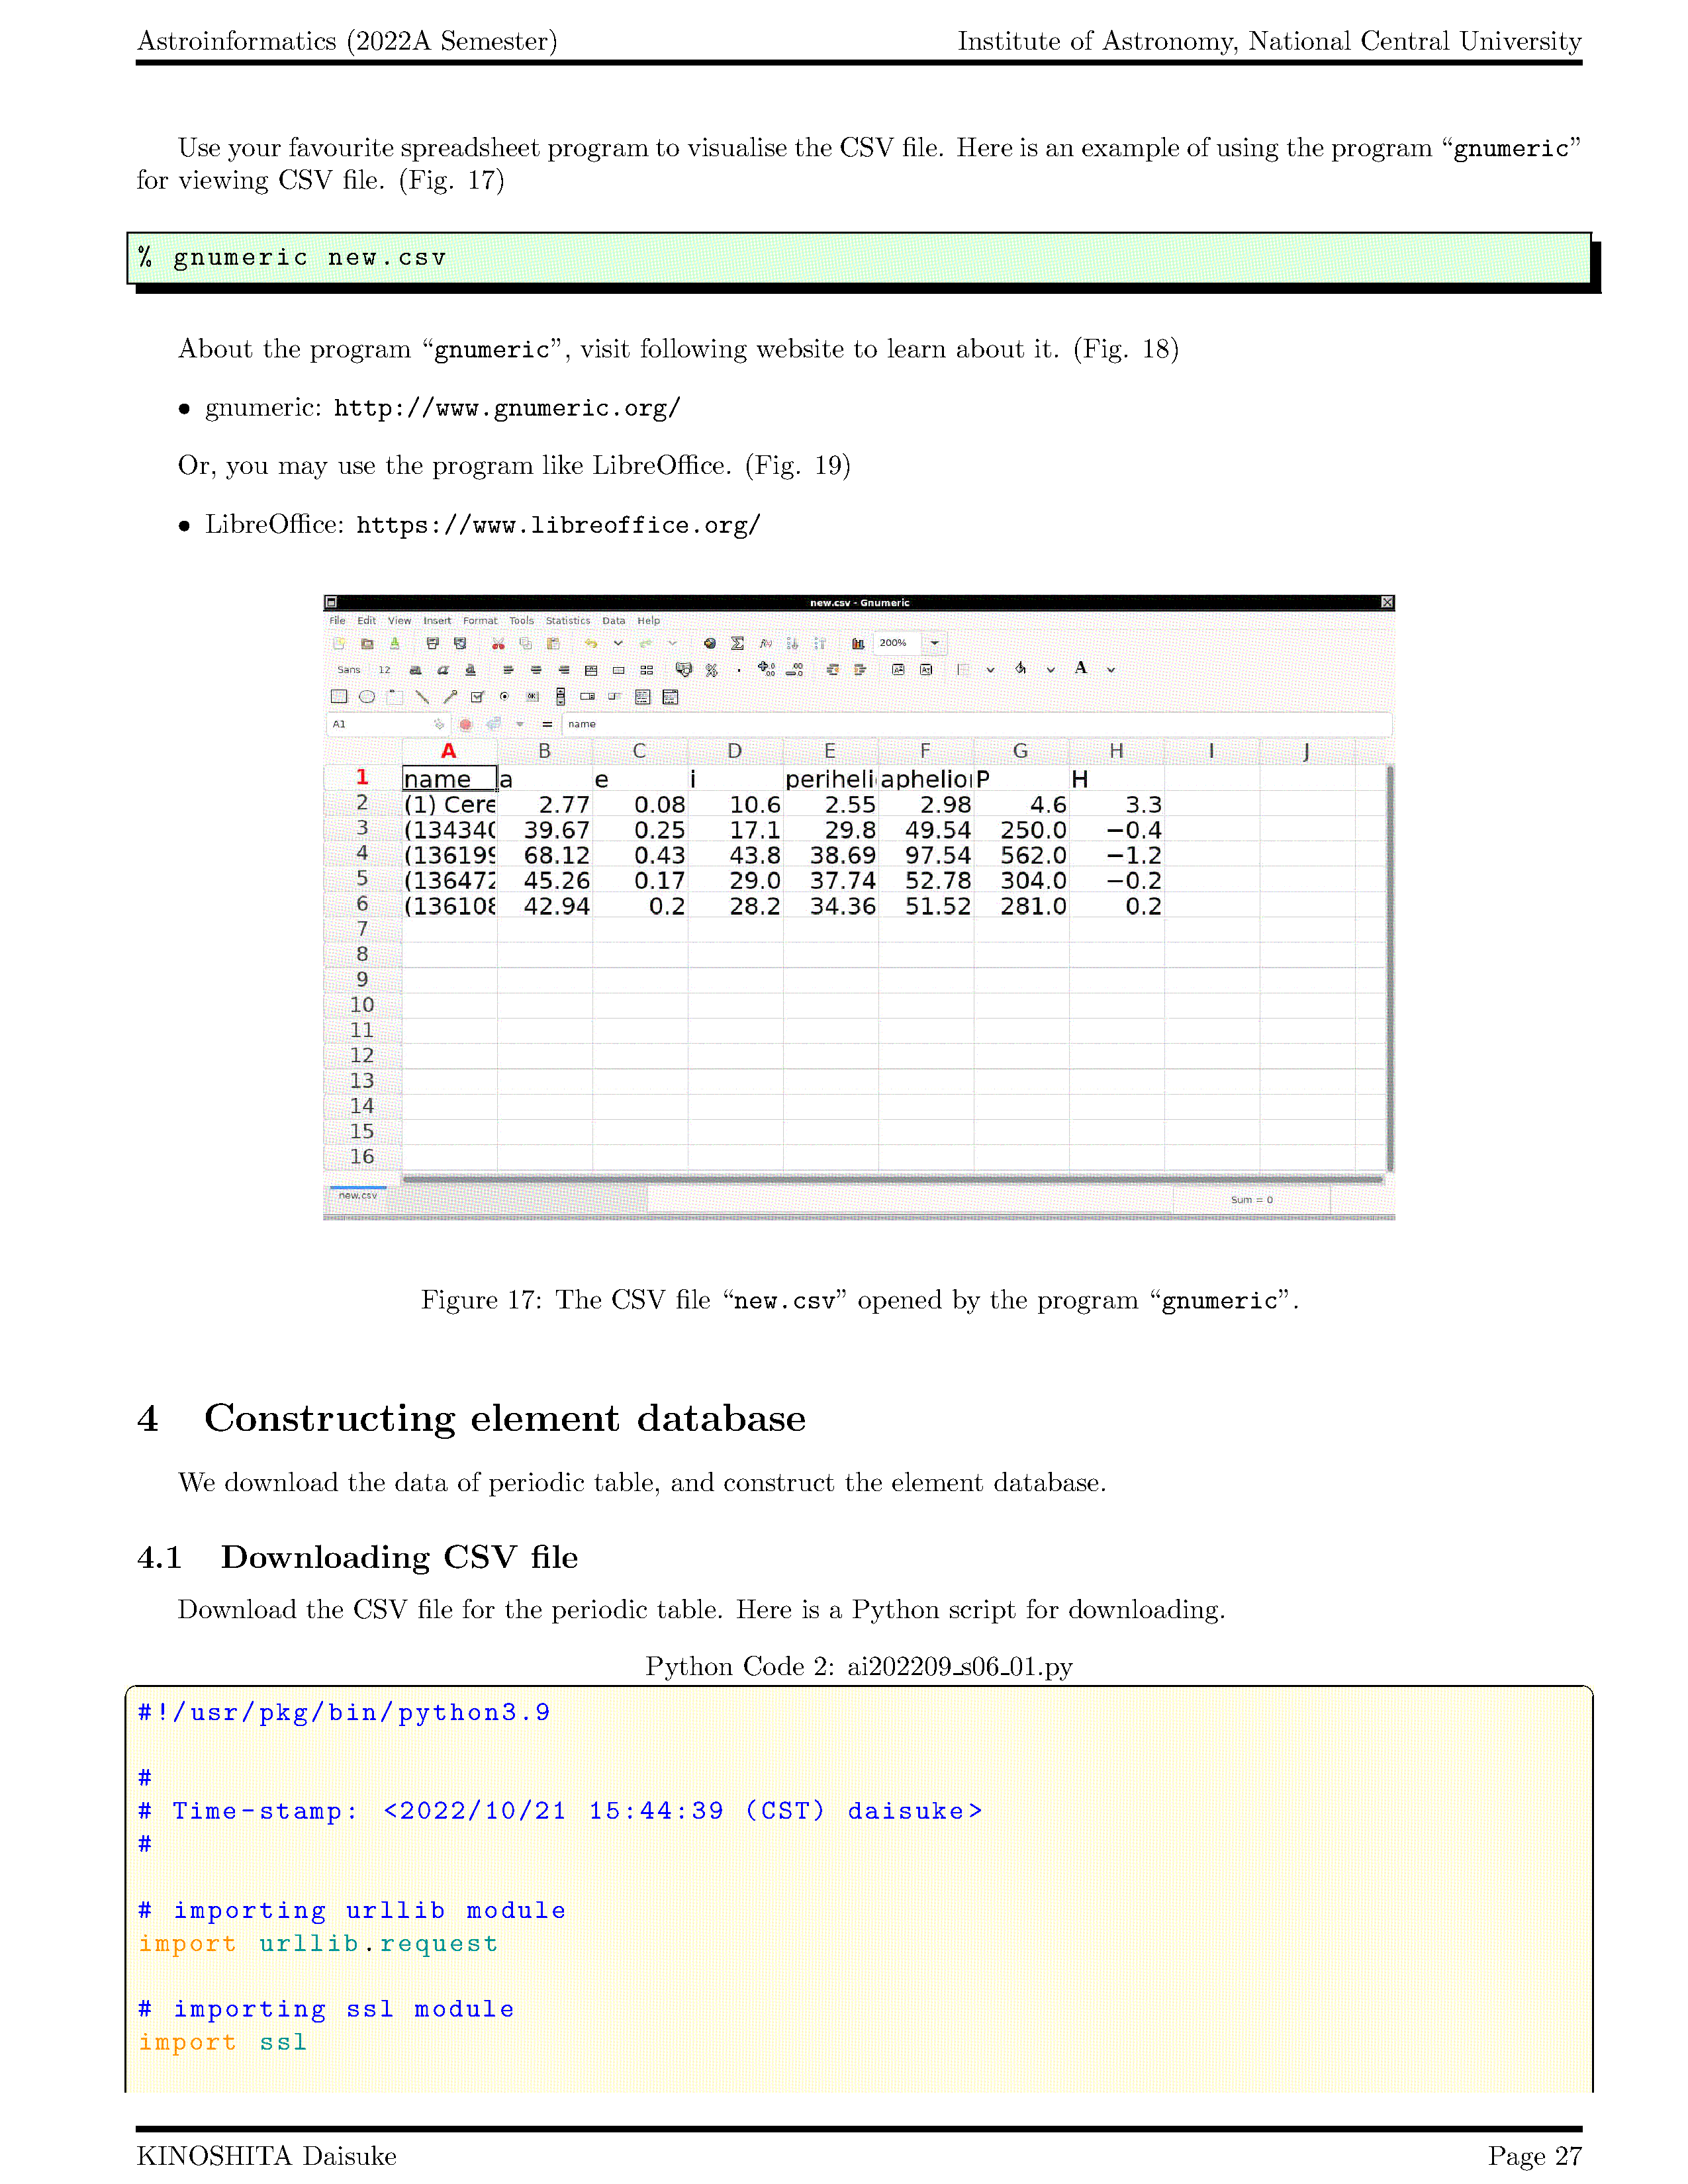 Astroinformatics (2022A Semester) Institute of Astronomy, National Central University
Use your favourite spreadsheet program to visualise the CSV file. Here is an example of using the program “gnumeric”
for viewing CSV file. (Fig. 17)
% gnumeric new.csv
About the program “gnumeric”, visit following website to learn about it. (Fig. 18)
• gnumeric: http://www.gnumeric.org/
Or, you may use the program like LibreOffice. (Fig. 19)
• LibreOffice: https://www.libreoffice.org/
new.csv - Gnumeric
File Edit View Insert Format Tools Statistics Data Help
200%
Sans 12
A1 = name
A B C D E F G H I J
1 name a e i periheli aphelion P H
2 (1) Cere 2.77 0.08 10.6 2.55 2.98 4.6 3.3
3 (134340 39.67 0.25 17.1 29.8 49.54 250.0 −0.4
4 (136199 68.12 0.43 43.8 38.69 97.54 562.0 −1.2
5 (136472 45.26 0.17 29.0 37.74 52.78 304.0 −0.2
6 (136108 42.94 0.2 28.2 34.36 51.52 281.0 0.2
7
8
9
10
11
12
13
14
15
16
new.csv Sum = 0
Figure 17: The CSV file “new.csv” opened by the program “gnumeric”.
4 Constructing element database
We download the data of periodic table, and construct the element database.
4.1 Downloading CSV file
Download the CSV file for the periodic table. Here is a Python script for downloading.
Python Code 2: ai202209_s06_01.py
#!/usr/pkg/bin/python3.9
#
# Time-stamp: <2022/10/21 15:44:39 (CST) daisuke>
#
# importing urllib module
import urllib.request
# importing ssl module
import ssl
KINOSHITA Daisuke Page 27